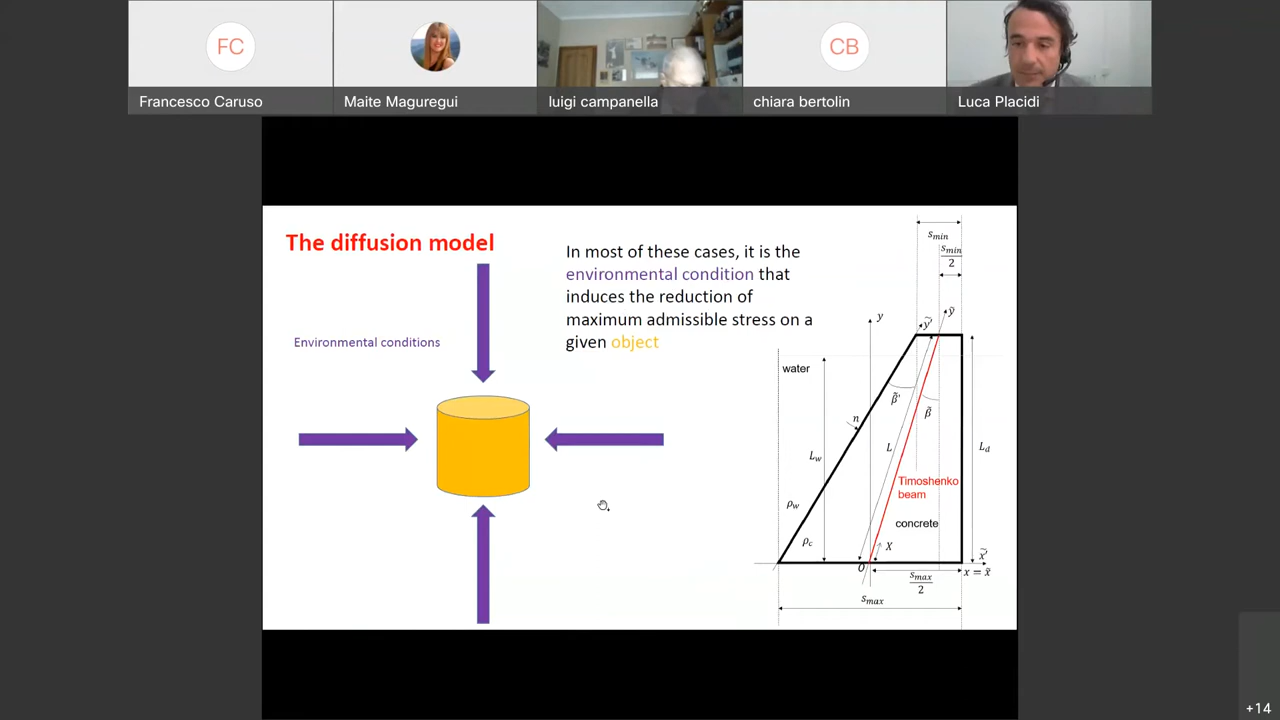 FC
CB
Francesco Caruso
Maite Maguregui
luigi campanella
chiara bertolin
Luca Placidi
The diffusion model
In most of these cases, it is the
environmental condition that
induces the reduction of
maximum admissible stress on a
given object
Environmental conditions
s_min
s_min/2
y
ỹ'
ỹ
water
β̃'
β̃
n
L_w
L
L_d
Timoshenko
beam
ρ_w
concrete
ρ_c
X
x̃'
O
x = x̃
s_max/2
s_max
+14